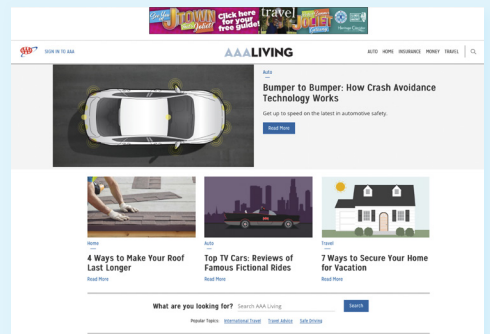 JTOWN
Joliet
Click here
for your
free guide!
travel
JOLIET
AAA
SIGN IN TO AAA
AAALIVING
AUTO HOME INSURANCE MONEY TRAVEL
Auto
Bumper to Bumper: How Crash Avoidance
Technology Works
Get up to speed on the latest in automotive safety.
Read More
Home
4 Ways to Make Your Roof
Last Longer
Read More
Auto
Top TV Cars: Reviews of
Famous Fictional Rides
Read More
Travel
7 Ways to Secure Your Home
for Vacation
Read More
What are you looking for? Search AAA Living Search
Popular Topics: International Travel Travel Advice Safe Driving